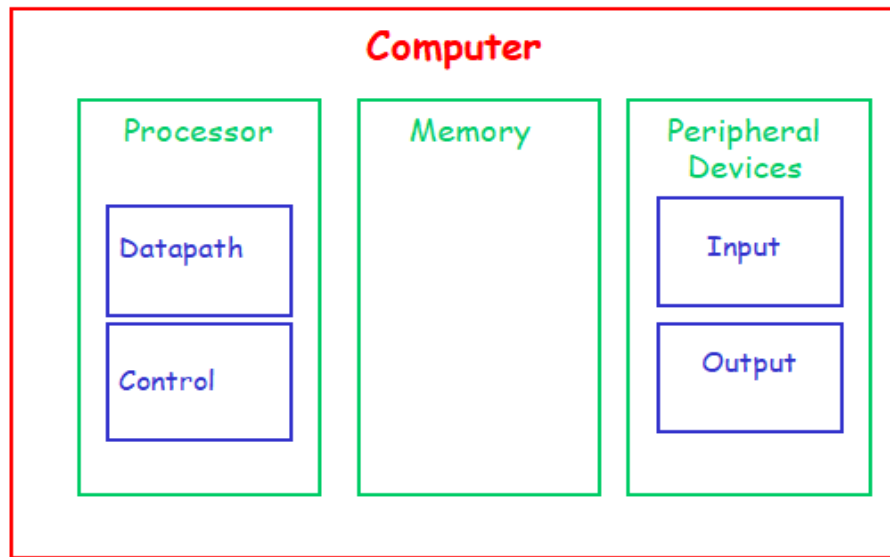 Computer
Processor
Datapath
Control
Memory
Peripheral
Devices
Input
Output